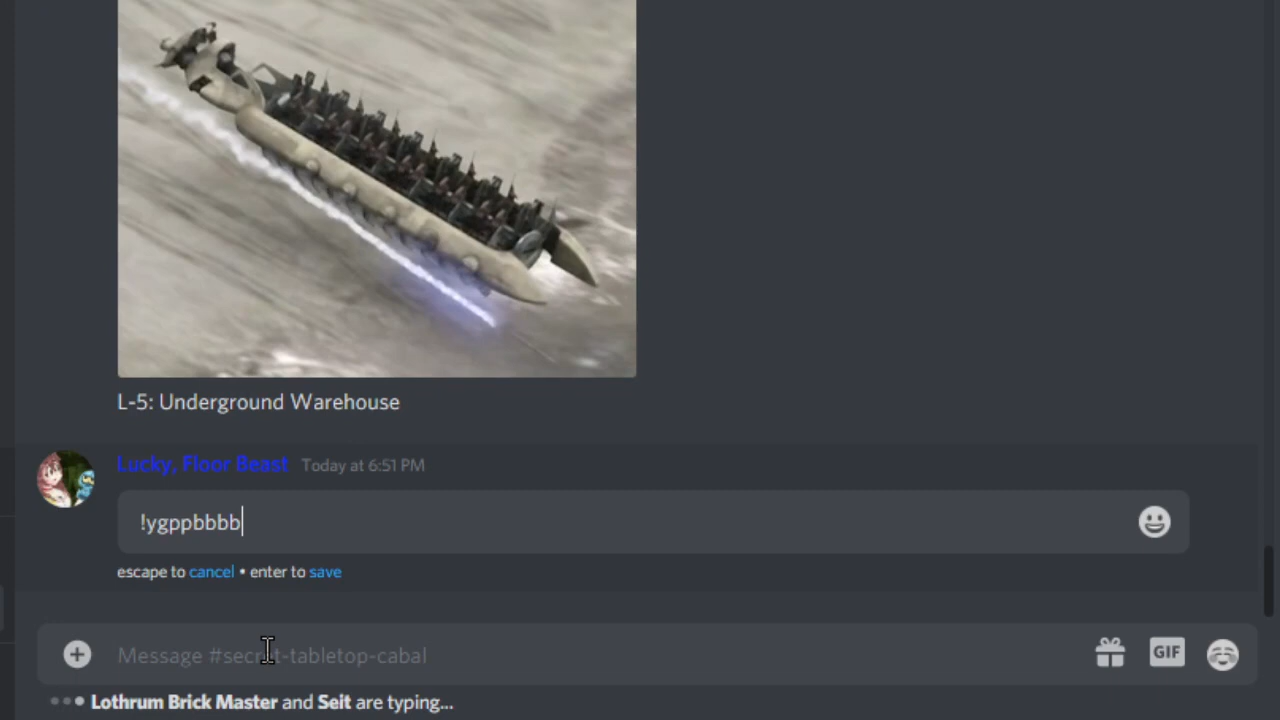 L-5: Underground Warehouse
Lucky, Floor Beast Today at 6:51 PM
!ygppbbbb
escape to cancel • enter to save
Message #secret-tabletop-cabal
GIF
Lothrum Brick Master and Seit are typing...